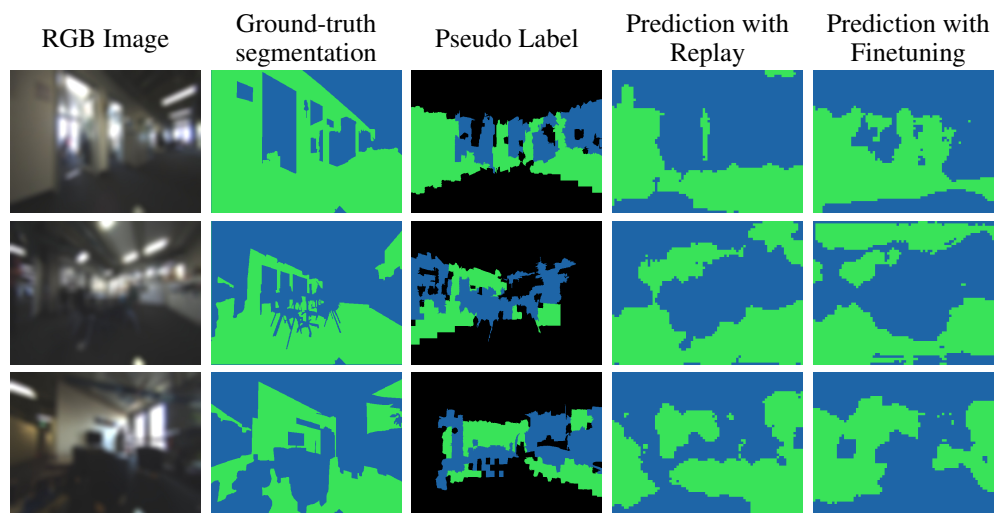 RGB Image
Ground-truth
segmentation
Pseudo Label
Prediction with
Replay
Prediction with
Finetuning